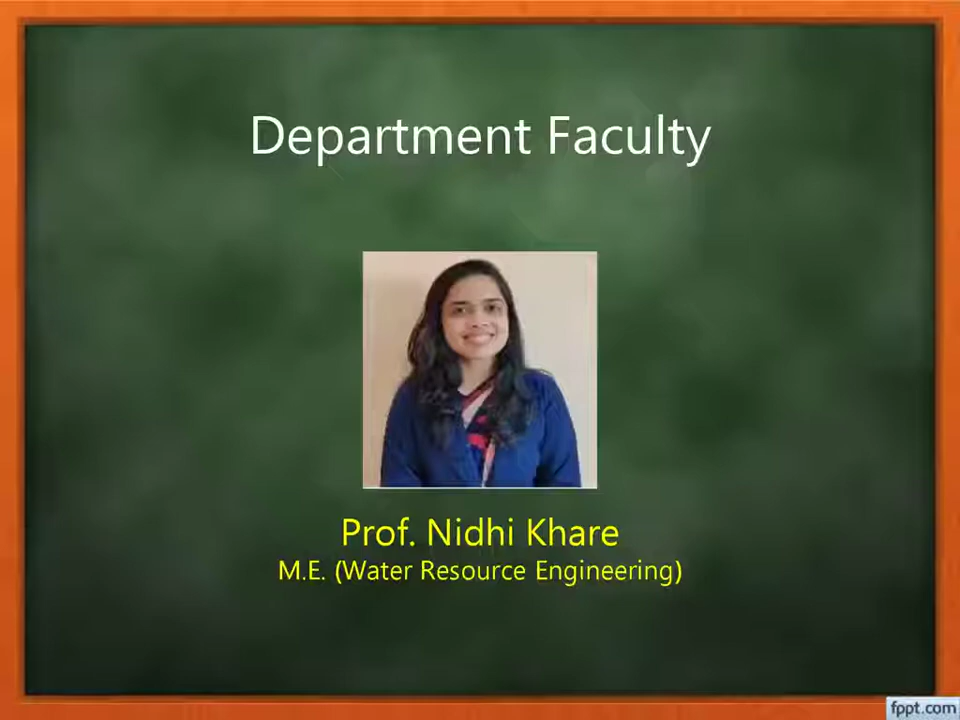 Department Faculty
Prof. Nidhi Khare
M.E. (Water Resource Engineering)
fppt.com